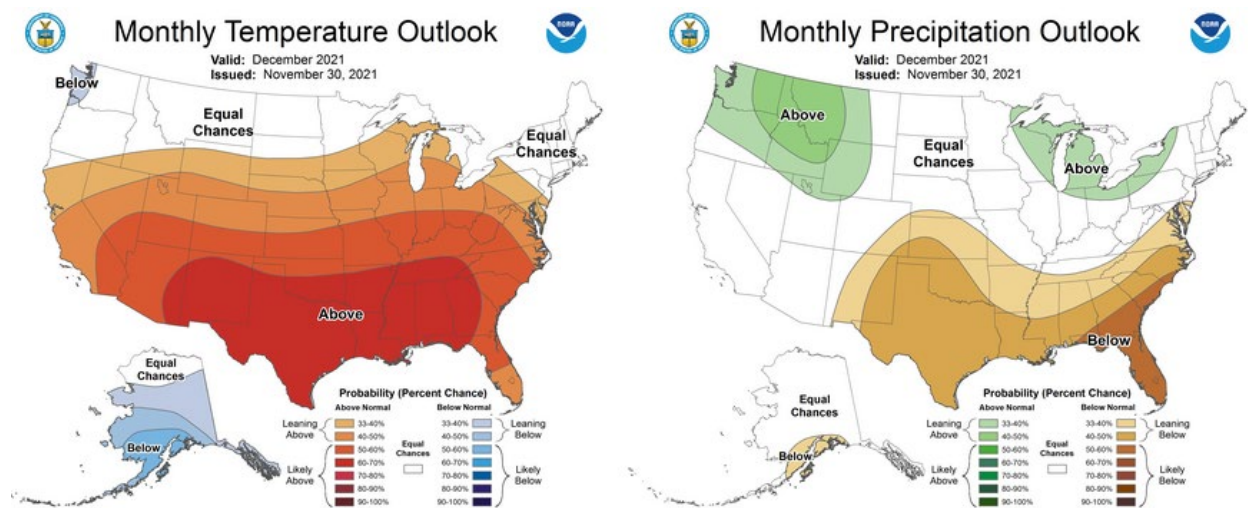 Monthly Temperature Outlook
Valid: December 2021
Issued: November 30, 2021
NOAA
Below
Equal
Chances
Equal
Chances
Above
Equal
Chances
Below
Probability (Percent Chance)
Above Normal
Below Normal
Leaning
Above
33-40%
40-50%
Likely
Above
50-60%
60-70%
70-80%
80-90%
90-100%
Equal
Chances
33-40%
40-50%
Leaning
Below
50-60%
60-70%
70-80%
80-90%
90-100%
Likely
Below
Monthly Precipitation Outlook
Valid: December 2021
Issued: November 30, 2021
NOAA
Above
Equal
Chances
Above
Below
Equal
Chances
Below
Probability (Percent Chance)
Above Normal
Below Normal
Leaning
Above
33-40%
40-50%
Likely
Above
50-60%
60-70%
70-80%
80-90%
90-100%
Equal
Chances
33-40%
40-50%
Leaning
Below
50-60%
60-70%
70-80%
80-90%
90-100%
Likely
Below